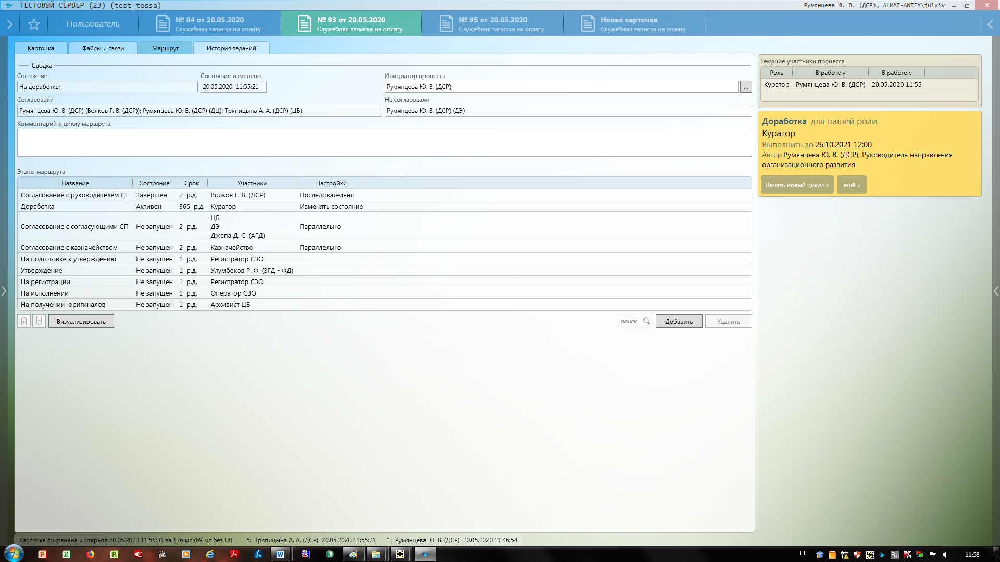 ТЕСТОВЫЙ СЕРВЕР (23) (test_tessa)
Румянцева Ю. В. (ДСР), ALMAZ-ANTEY\julyiv
Пользователь
№ 84 от 20.05.2020
Служебная записка на оплату
№ 93 от 20.05.2020
Служебная записка на оплату
№ 95 от 20.05.2020
Служебная записка на оплату
Новая карточка
Служебная записка на оплату
Карточка
Файлы и связи
Маршрут
История заданий
Сводка
Состояние
Состояние изменено
Инициатор процесса
На доработке;
20.05.2020 11:55:21
Румянцева Ю. В. (ДСР);
...
Согласовали
Не согласовали
Румянцева Ю. В. (ДСР) (Волков Г. В. (ДСР)); Румянцева Ю. В. (ДСР) (ДЦ); Тряпицына А. А. (ДСР) (ЦБ)
Румянцева Ю. В. (ДСР) (ДЭ)
Комментарий к циклу маршрута
Этапы маршрута
Название Состояние Срок Участники Настройки
Согласование с руководителем СП Завершен 2 р.д. Волков Г. В. (ДСР) Последовательно
Доработка Активен 365 р.д. Куратор Изменять состояние
ЦБ
Согласование с согласующими СП Не запущен 2 р.д. ДЭ Параллельно
Джепа Д. С. (АГД)
Согласование с казначейством Не запущен 2 р.д. Казначейство Параллельно
На подготовке к утверждению Не запущен 1 р.д. Регистратор СЗО
Утверждение Не запущен 1 р.д. Улумбеков Р. Ф. (ЗГД - ФД)
На регистрации Не запущен 1 р.д. Регистратор СЗО
На исполнении Не запущен 1 р.д. Оператор СЗО
На получении оригиналов Не запущен 1 р.д. Архивист ЦБ
Визуализировать
поиск
Добавить
Удалить
Текущие участники процесса
Роль В работе у В работе с
Куратор Румянцева Ю. В. (ДСР) 20.05.2020 11:55
Доработка для вашей роли
Куратор
Выполнить до 26.10.2021 12:00
Автор Румянцева Ю. В. (ДСР), Руководитель направления
организационного развития
Начать новый цикл>>
ещё
Карточка сохранена и открыта 20.05.2020 11:55:31 за 176 мс (69 мс без UI) 5: Тряпицына А. А. (ДСР) 20.05.2020 11:55:21 1: Румянцева Ю. В. (ДСР) 20.05.2020 11:46:54
RU
Ru
11:58